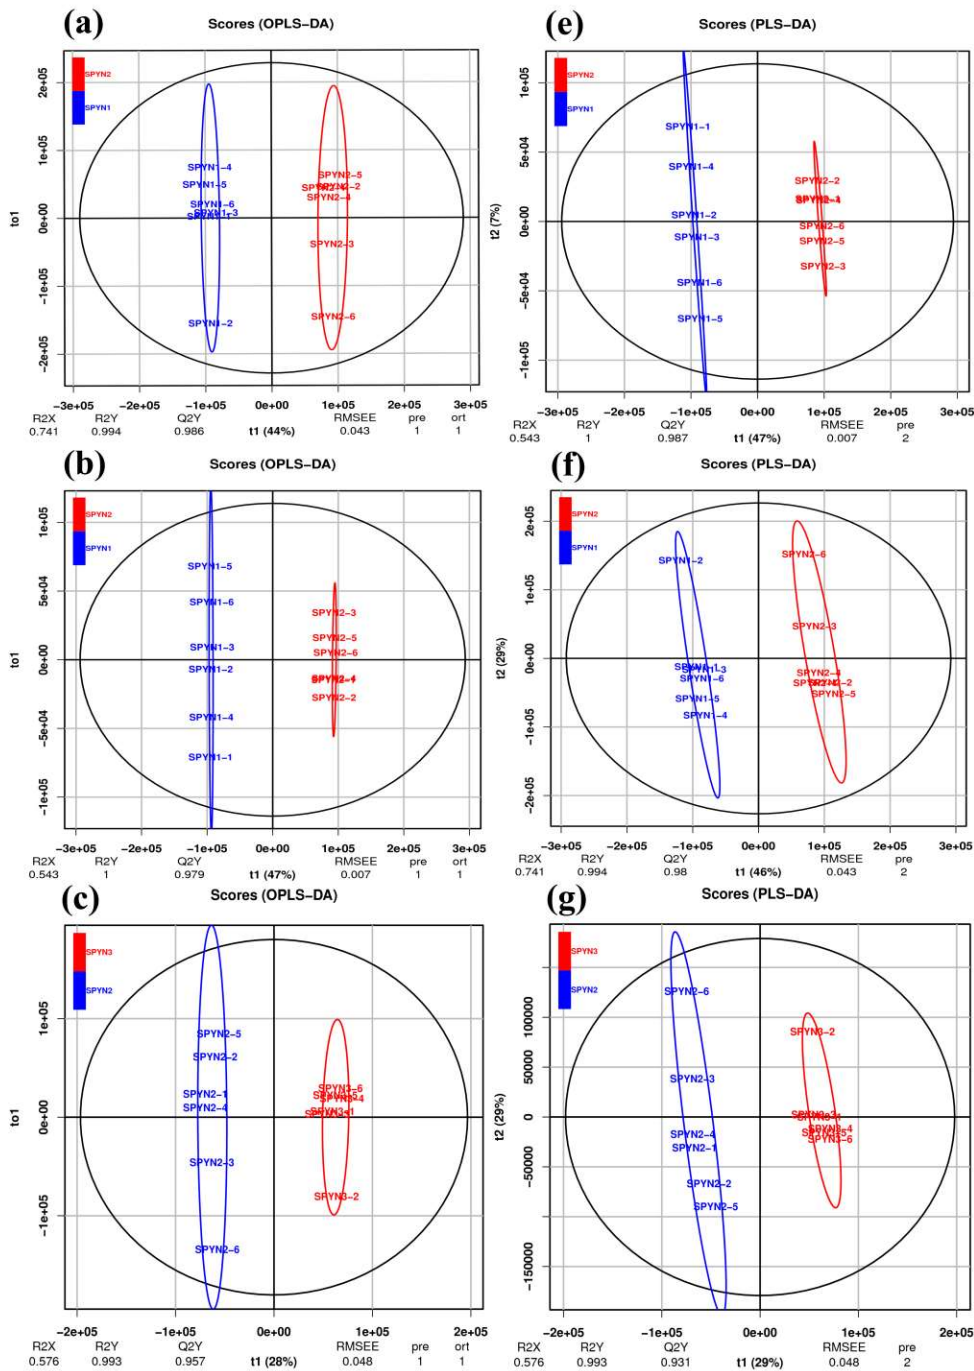 (a)
Scores (OPLS−DA)
SPYN2
SPYN1
2e+05
1e+05
0e+00
−1e+05
−2e+05
to1
SPYN1−4
SPYN1−5
SPYN1−6
SPYN1−3
SPYN1−2
SPYN2−5
SPYN2−2
SPYN2−4
SPYN2−3
SPYN2−6
−3e+05 −2e+05 −1e+05 0e+00 1e+05 2e+05 3e+05
R2X R2Y Q2Y RMSEE pre ort
0.741 0.994 0.986 t1 (44%) 0.043 1 1
(e)
Scores (PLS−DA)
SPYN2
SPYN1
1e+05
5e+04
0e+00
−5e+04
−1e+05
t2 (7%)
SPYN1−1
SPYN1−4
SPYN1−2
SPYN1−3
SPYN1−6
SPYN1−5
SPYN2−2
SPYN2−6
SPYN2−5
SPYN2−3
−3e+05 −2e+05 −1e+05 0e+00 1e+05 2e+05 3e+05
R2X R2Y Q2Y RMSEE pre
0.543 1 0.987 t1 (47%) 0.007 2
(b)
Scores (OPLS−DA)
SPYN2
SPYN1
1e+05
5e+04
0e+00
−5e+04
−1e+05
to1
SPYN1−5
SPYN1−6
SPYN1−3
SPYN1−2
SPYN1−4
SPYN1−1
SPYN2−3
SPYN2−5
SPYN2−6
SPYN2−2
−3e+05 −2e+05 −1e+05 0e+00 1e+05 2e+05 3e+05
R2X R2Y Q2Y RMSEE pre ort
0.543 1 0.979 t1 (47%) 0.007 1 1
(f)
Scores (PLS−DA)
SPYN2
SPYN1
2e+05
1e+05
0e+00
−1e+05
−2e+05
t2 (29%)
SPYN1−2
SPYN1−1
SPYN1−3
SPYN1−6
SPYN1−5
SPYN1−4
SPYN2−6
SPYN2−3
SPYN2−4
SPYN2−2
SPYN2−5
−3e+05 −2e+05 −1e+05 0e+00 1e+05 2e+05 3e+05
R2X R2Y Q2Y RMSEE pre
0.741 0.994 0.98 t1 (46%) 0.043 2
(c)
Scores (OPLS−DA)
SPYN3
SPYN2
1e+05
0e+00
−1e+05
to1
SPYN2−5
SPYN2−2
SPYN2−1
SPYN2−4
SPYN2−3
SPYN2−6
SPYN3−6
SPYN3−4
SPYN3−1
SPYN3−2
−2e+05 −1e+05 0e+00 1e+05 2e+05
R2X R2Y Q2Y RMSEE pre ort
0.576 0.993 0.957 t1 (28%) 0.048 1 1
(g)
Scores (PLS−DA)
SPYN3
SPYN2
100000
50000
0
−50000
−150000
t2 (29%)
SPYN2−6
SPYN2−3
SPYN2−4
SPYN2−1
SPYN2−2
SPYN2−5
SPYN3−2
SPYN3−4
SPYN3−5
SPYN3−6
−2e+05 −1e+05 0e+00 1e+05 2e+05
R2X R2Y Q2Y RMSEE pre
0.576 0.993 0.931 t1 (29%) 0.048 2